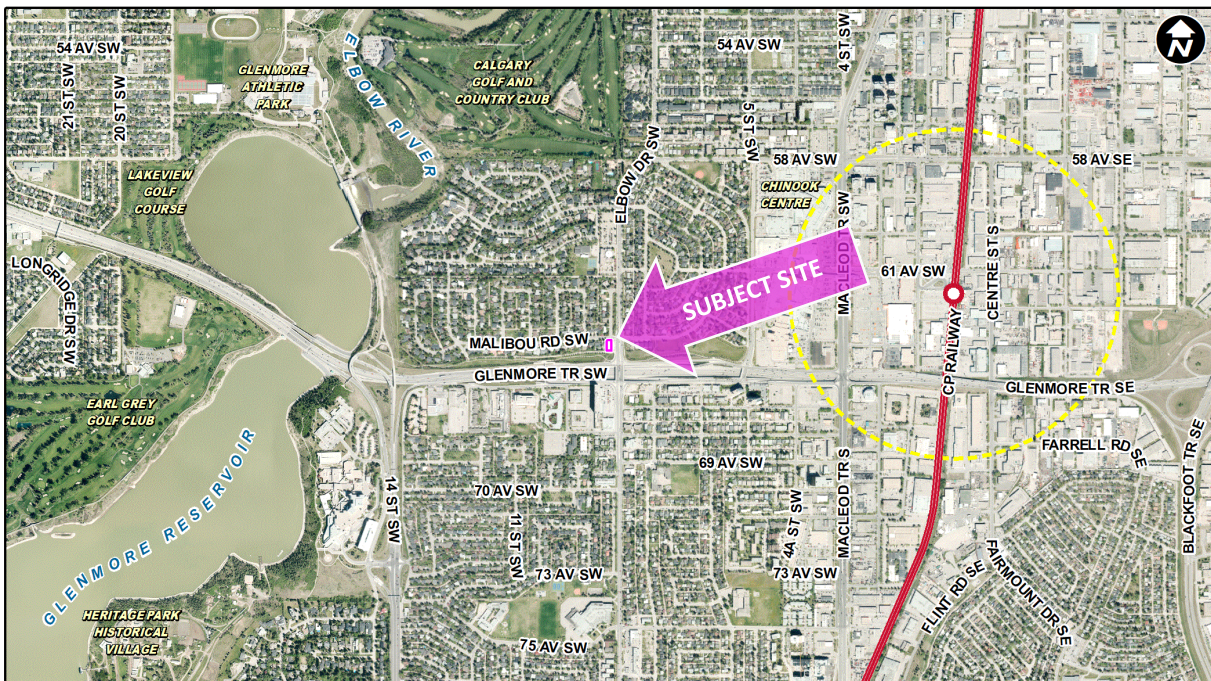 54 AV SW
21 ST SW
20 ST SW
GLENMORE
ATHLETIC
PARK
ELBOW RIVER
CALGARY
GOLF AND
COUNTRY CLUB
54 AV SW
4 ST SW
N
5 ST SW
ELBOW DR SW
58 AV SW
58 AV SE
LAKEVIEW
GOLF
COURSE
CHINOOK
CENTRE
MACLEOD TR SW
LONGRIDGE DR SW
SUBJECT SITE
61 AV SW
CENTRE ST S
CP RAILWAY
MALIBOU RD SW
GLENMORE TR SW
GLENMORE TR SE
EARL GREY
GOLF CLUB
FARRELL RD SE
BLACKFOOT TR SE
GLENMORE RESERVOIR
14 ST SW
69 AV SW
70 AV SW
11 ST SW
4A ST SW
MACLEOD TR S
73 AV SW
73 AV SW
FLINT RD SE
FAIRMOUNT DR SE
HERITAGE PARK
HISTORICAL
VILLAGE
75 AV SW